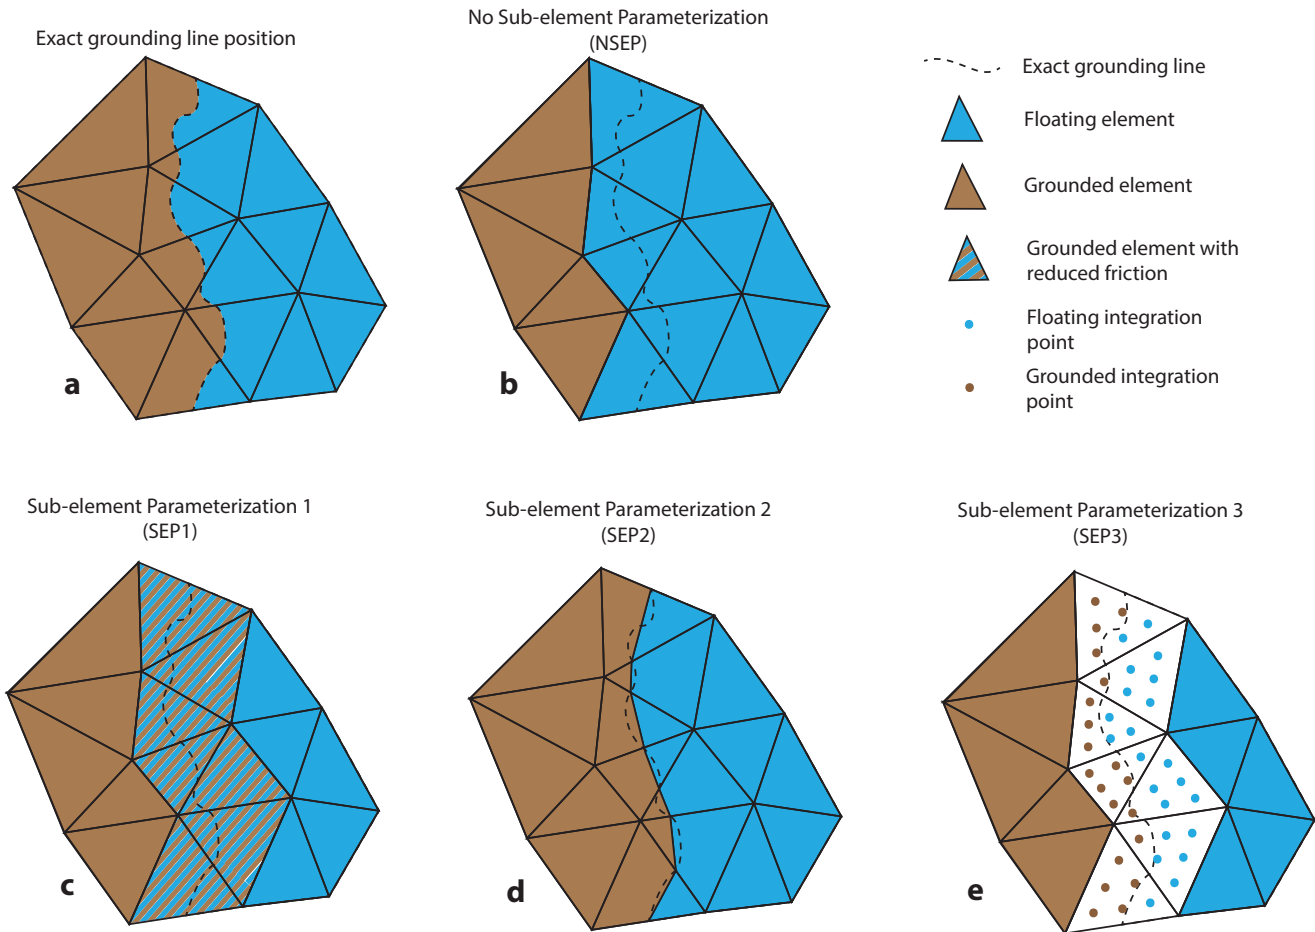 Exact grounding line position
a
No Sub-element Parameterization
(NSEP)
b
Exact grounding line
Floating element
Grounded element
Grounded element with
reduced friction
Floating integration
point
Grounded integration
point
Sub-element Parameterization 1
(SEP1)
c
Sub-element Parameterization 2
(SEP2)
d
Sub-element Parameterization 3
(SEP3)
e